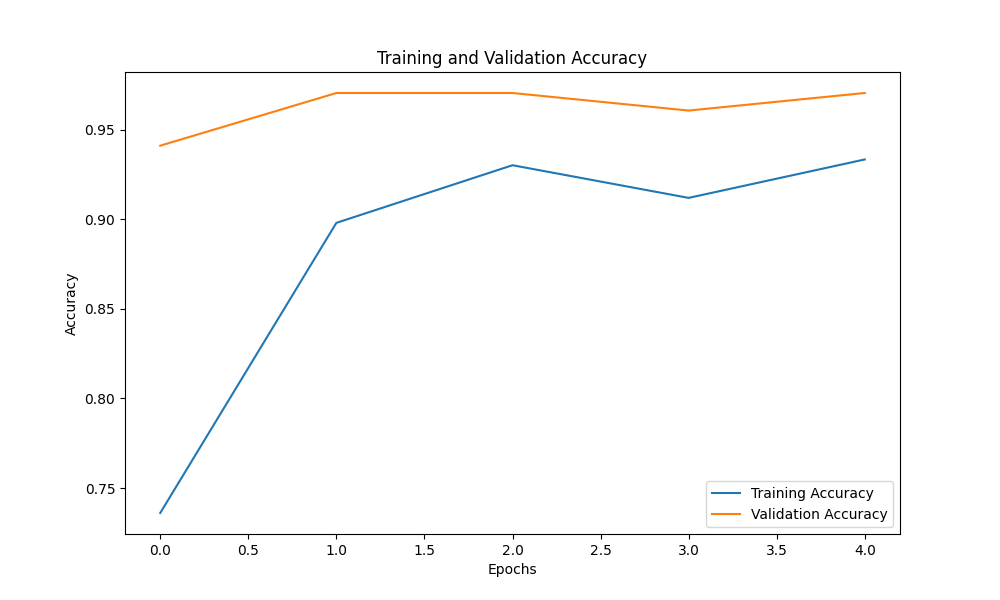 Training and Validation Accuracy
Accuracy
0.95
0.90
0.85
0.80
0.75
Training Accuracy
Validation Accuracy
0.0 0.5 1.0 1.5 2.0 2.5 3.0 3.5 4.0
Epochs